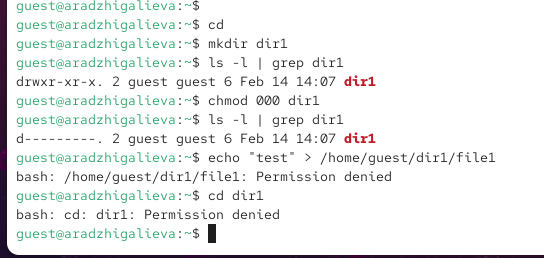 guest@aradzhigalieva:~$
guest@aradzhigalieva:~$ cd
guest@aradzhigalieva:~$ mkdir dir1
guest@aradzhigalieva:~$ ls -l | grep dir1
drwxr-xr-x. 2 guest guest 6 Feb 14 14:07 dir1
guest@aradzhigalieva:~$ chmod 000 dir1
guest@aradzhigalieva:~$ ls -l | grep dir1
d---------. 2 guest guest 6 Feb 14 14:07 dir1
guest@aradzhigalieva:~$ echo "test" > /home/guest/dir1/file1
bash: /home/guest/dir1/file1: Permission denied
guest@aradzhigalieva:~$ cd dir1
bash: cd: dir1: Permission denied
guest@aradzhigalieva:~$